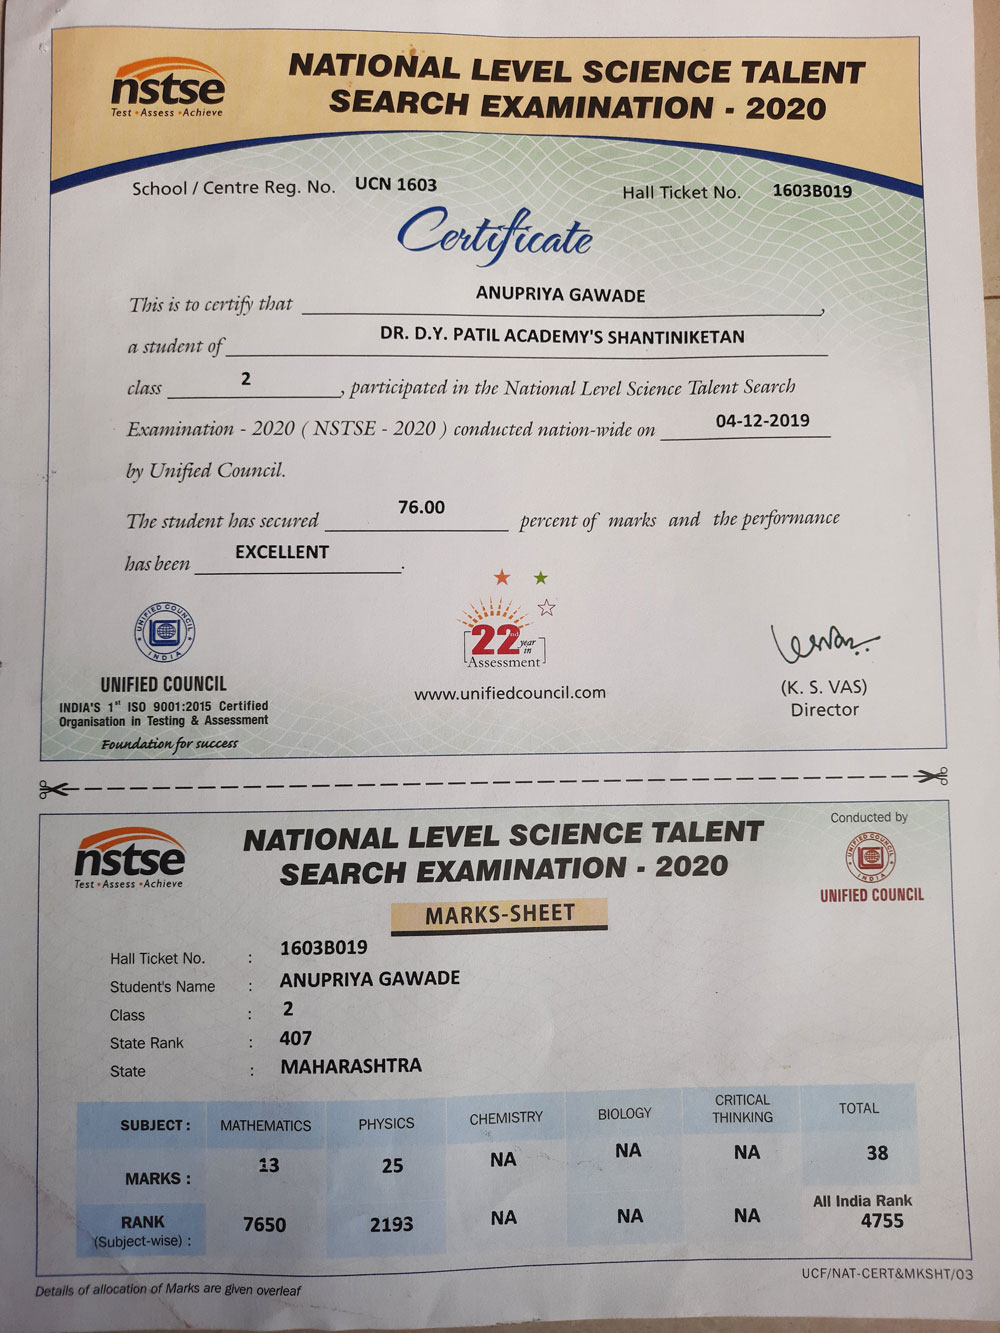 nstse
Test • Assess • Achieve
NATIONAL LEVEL SCIENCE TALENT
SEARCH EXAMINATION - 2020
School / Centre Reg. No. UCN 1603
Hall Ticket No. 1603B019
Certificate
This is to certify that ANUPRIYA GAWADE,
a student of DR. D.Y. PATIL ACADEMY'S SHANTINIKETAN
class 2, participated in the National Level Science Talent Search
Examination - 2020 ( NSTSE - 2020 ) conducted nation-wide on 04-12-2019
by Unified Council.
The student has secured 76.00 percent of marks and the performance
has been EXCELLENT.
UNIFIED COUNCIL
INDIA
UNIFIED COUNCIL
INDIA'S 1st ISO 9001:2015 Certified
Organisation in Testing & Assessment
Foundation for success
22nd year in
Assessment
www.unifiedcouncil.com
(K. S. VAS)
Director
nstse
Test • Assess • Achieve
NATIONAL LEVEL SCIENCE TALENT
SEARCH EXAMINATION - 2020
Conducted by
UNIFIED COUNCIL
INDIA
UNIFIED COUNCIL
MARKS-SHEET
Hall Ticket No. : 1603B019
Student's Name : ANUPRIYA GAWADE
Class : 2
State Rank : 407
State : MAHARASHTRA
SUBJECT : MATHEMATICS PHYSICS CHEMISTRY BIOLOGY CRITICAL THINKING TOTAL
MARKS : 13 25 NA NA NA 38
RANK (Subject-wise) : 7650 2193 NA NA NA All India Rank 4755
Details of allocation of Marks are given overleaf
UCF/NAT-CERT&MKSHT/03